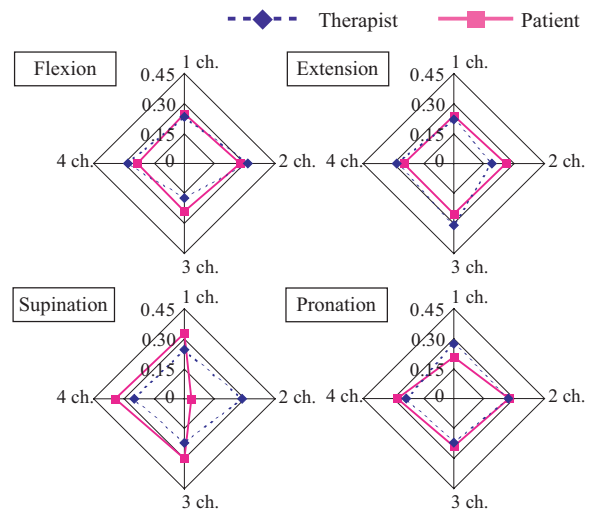 Therapist Patient
Flexion
1 ch.
0.45
0.30
0.15
0
4 ch.
2 ch.
3 ch.
Extension
1 ch.
0.45
0.30
0.15
0
4 ch.
2 ch.
3 ch.
Supination
1 ch.
0.45
0.30
0.15
0
4 ch.
2 ch.
3 ch.
Pronation
1 ch.
0.45
0.30
0.15
0
4 ch.
2 ch.
3 ch.